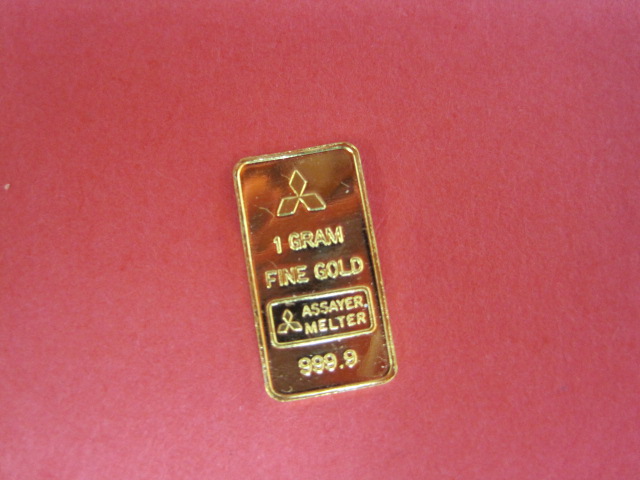 1 GRAM
FINE GOLD
ASSAYER.
MELTER
999.9